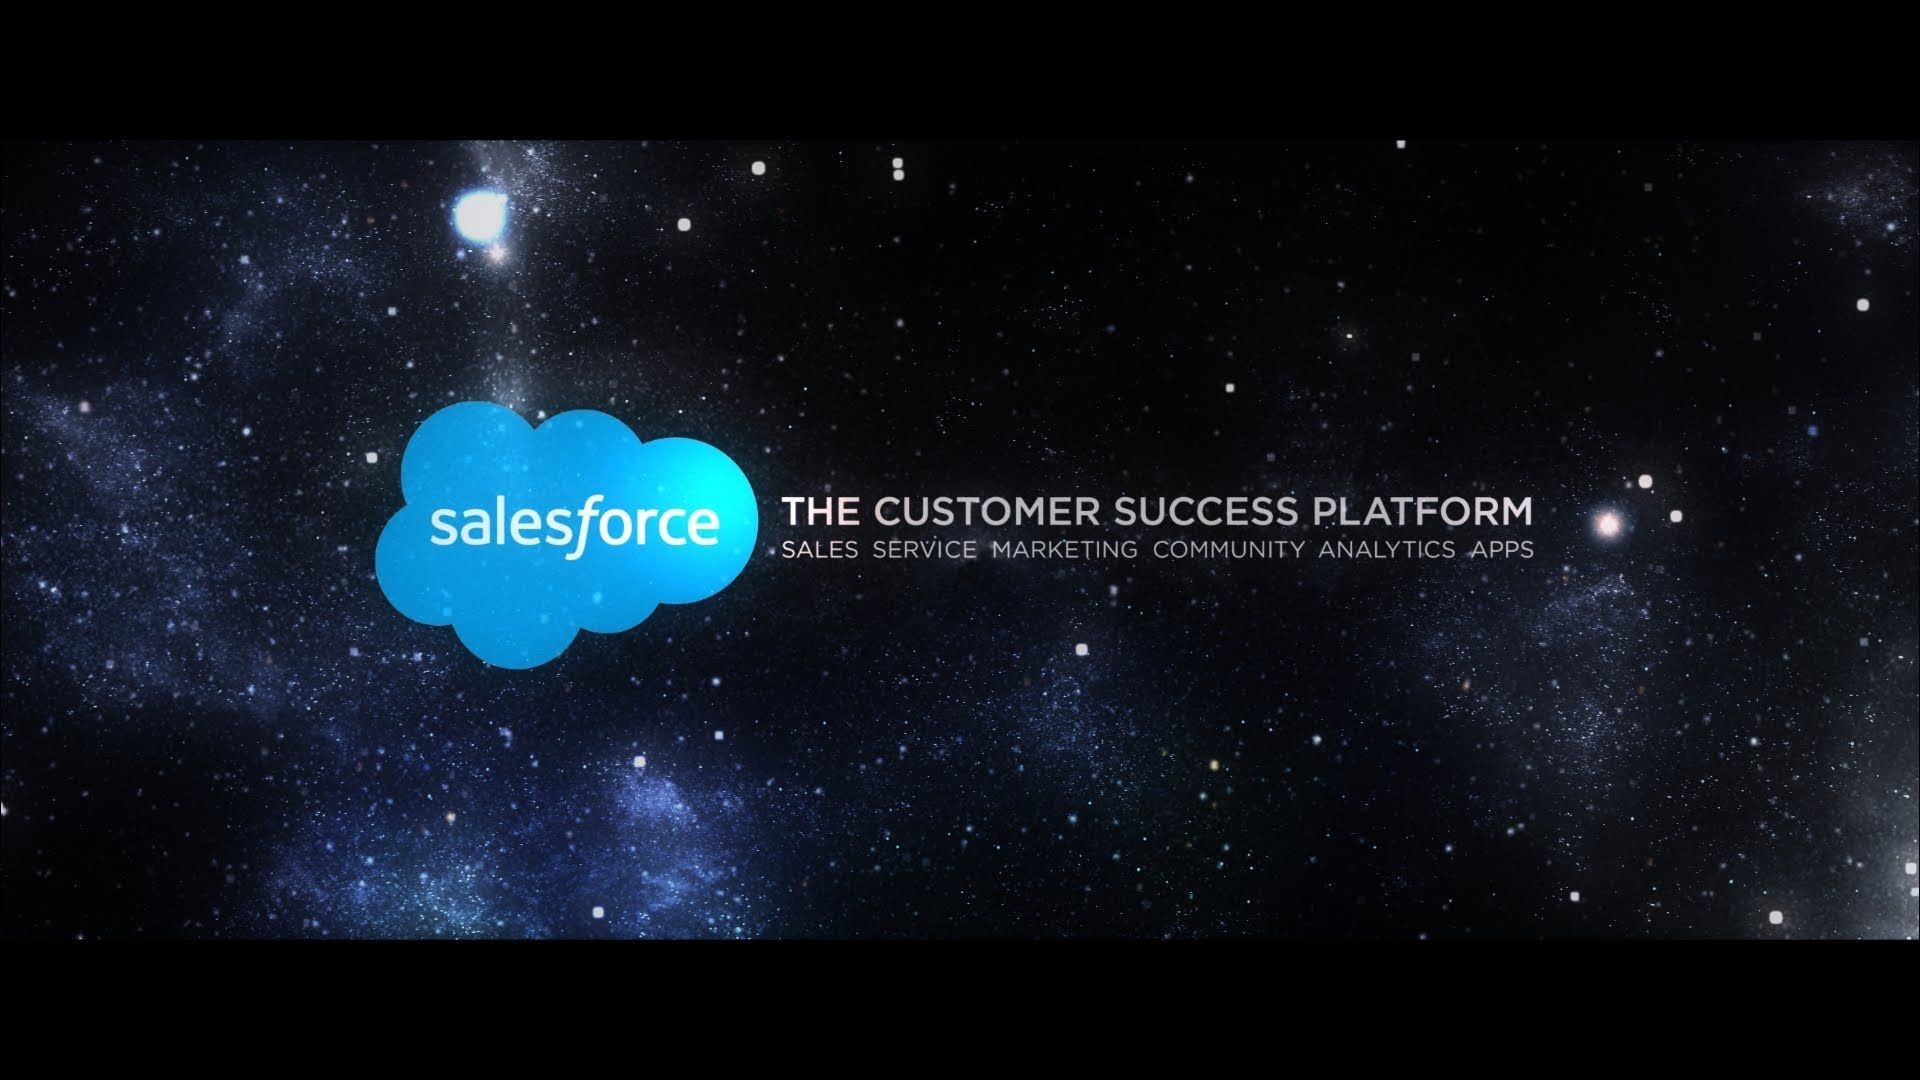 salesforce
THE CUSTOMER SUCCESS PLATFORM
SALES SERVICE MARKETING COMMUNITY ANALYTICS APPS